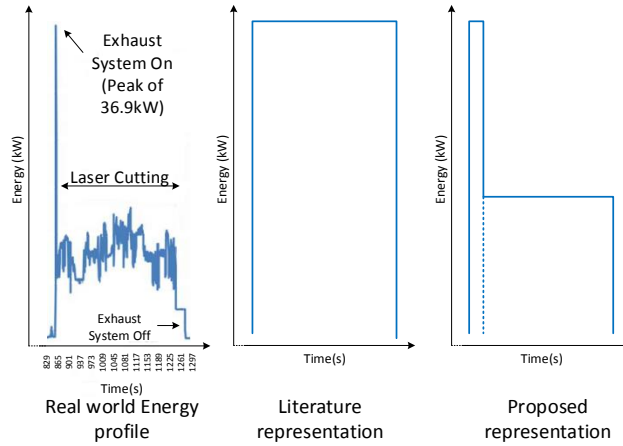 Exhaust
System On
(Peak of
36.9kW)
Laser Cutting
Exhaust
System Off
Energy (kW)
829
865
901
937
973
1009
1045
1081
1117
1153
1189
1225
1261
1297
Time(s)
Real world Energy
profile
Energy (kW)
Time(s)
Literature
representation
Energy (kW)
Time(s)
Proposed
representation